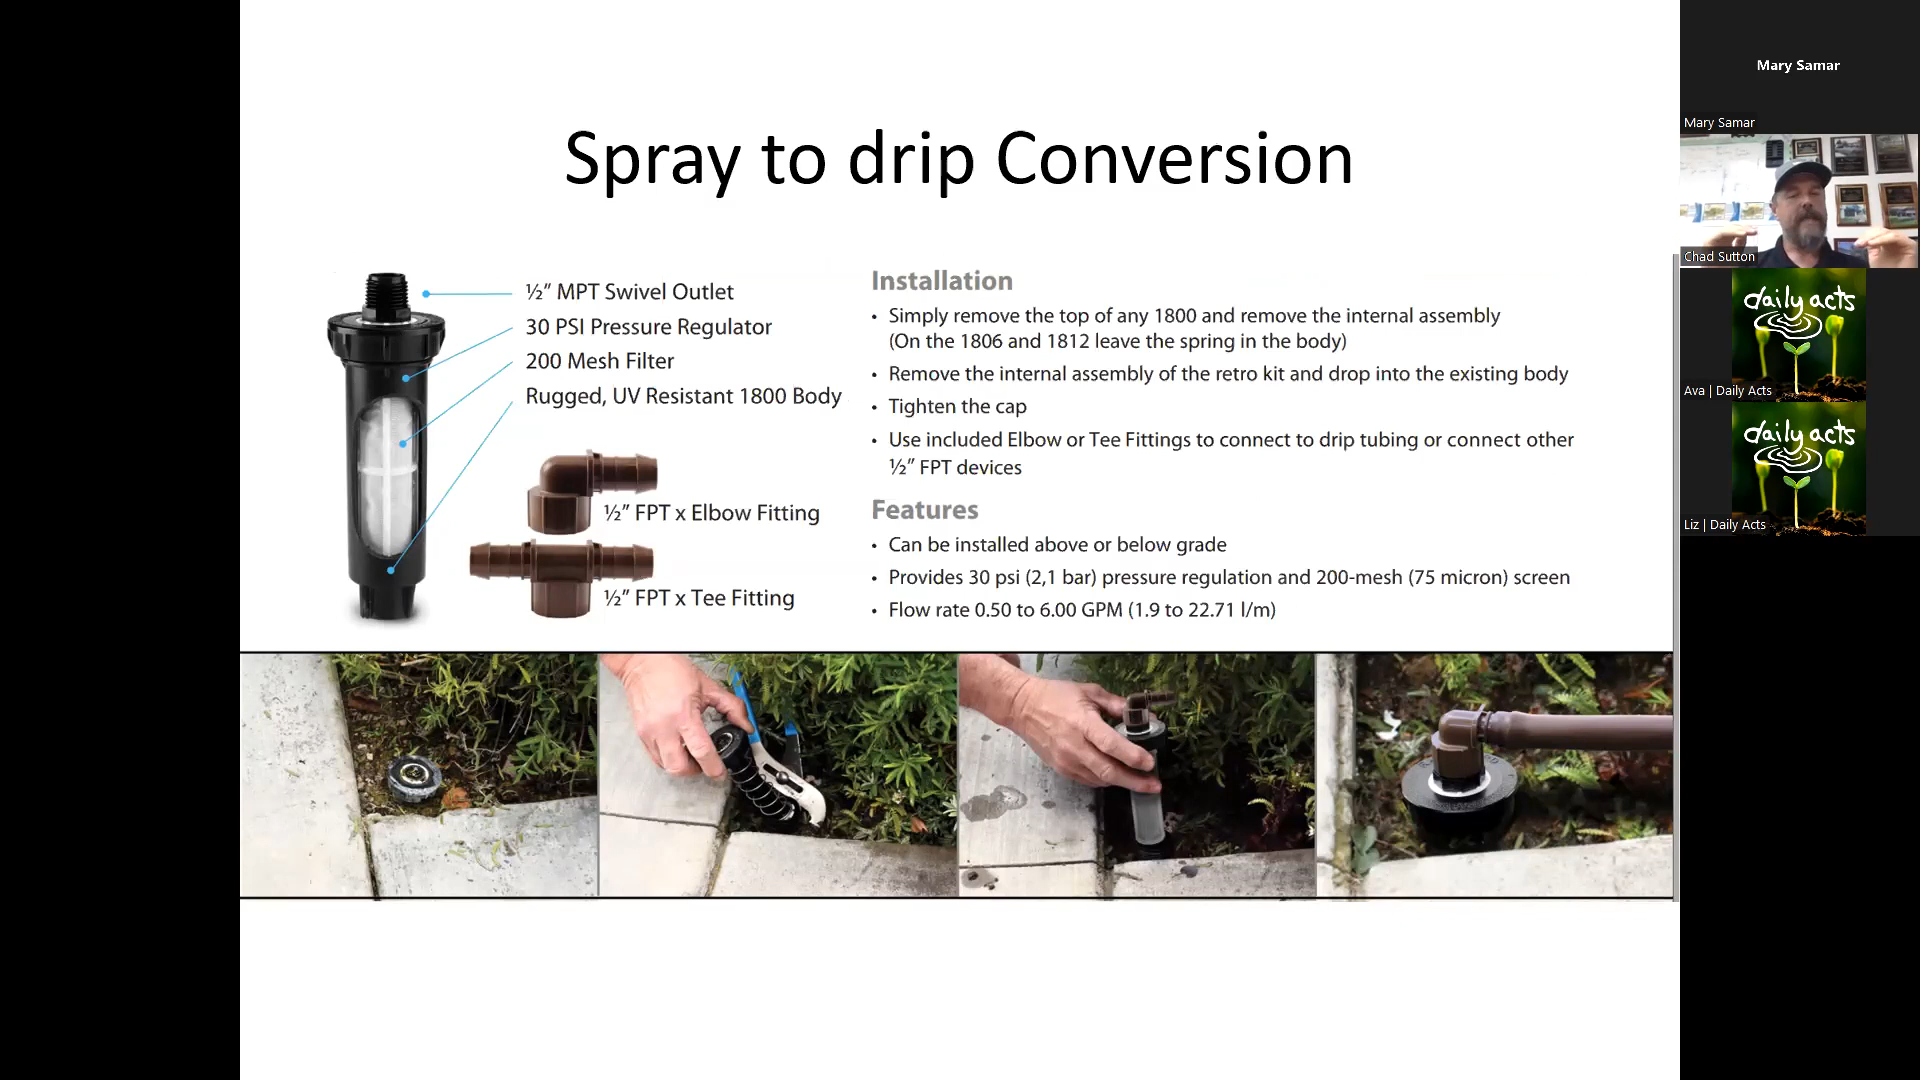 Spray to drip Conversion
½” MPT Swivel Outlet
30 PSI Pressure Regulator
200 Mesh Filter
Rugged, UV Resistant 1800 Body
½” FPT x Elbow Fitting
½” FPT x Tee Fitting
Installation
• Simply remove the top of any 1800 and remove the internal assembly
(On the 1806 and 1812 leave the spring in the body)
• Remove the internal assembly of the retro kit and drop into the existing body
• Tighten the cap
• Use included Elbow or Tee Fittings to connect to drip tubing or connect other
½” FPT devices
Features
• Can be installed above or below grade
• Provides 30 psi (2,1 bar) pressure regulation and 200-mesh (75 micron) screen
• Flow rate 0.50 to 6.00 GPM (1.9 to 22.71 l/m)
Mary Samar
Mary Samar
Chad Sutton
daily acts
Ava | Daily Acts
daily acts
Liz | Daily Acts